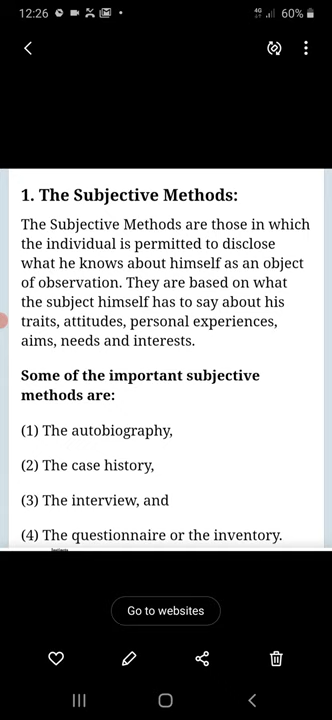 12:26
4G 60%
1. The Subjective Methods:
The Subjective Methods are those in which
the individual is permitted to disclose
what he knows about himself as an object
of observation. They are based on what
the subject himself has to say about his
traits, attitudes, personal experiences,
aims, needs and interests.
Some of the important subjective
methods are:
(1) The autobiography,
(2) The case history,
(3) The interview, and
(4) The questionnaire or the inventory.
Go to websites